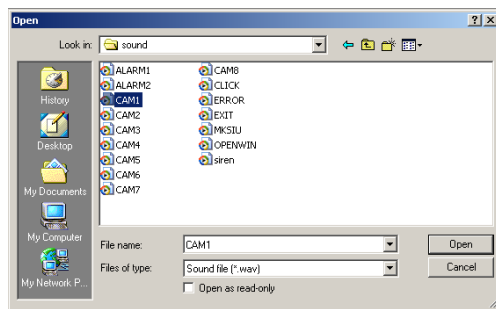 Open
Look in:
sound
History
Desktop
My Documents
My Computer
My Network P...
ALARM1
ALARM2
CAM1
CAM2
CAM3
CAM4
CAM5
CAM6
CAM7
CAM8
CLICK
ERROR
EXIT
MKSIU
OPENWIN
siren
File name:
CAM1
Open
Files of type:
Sound file (*.wav)
Cancel
Open as read-only